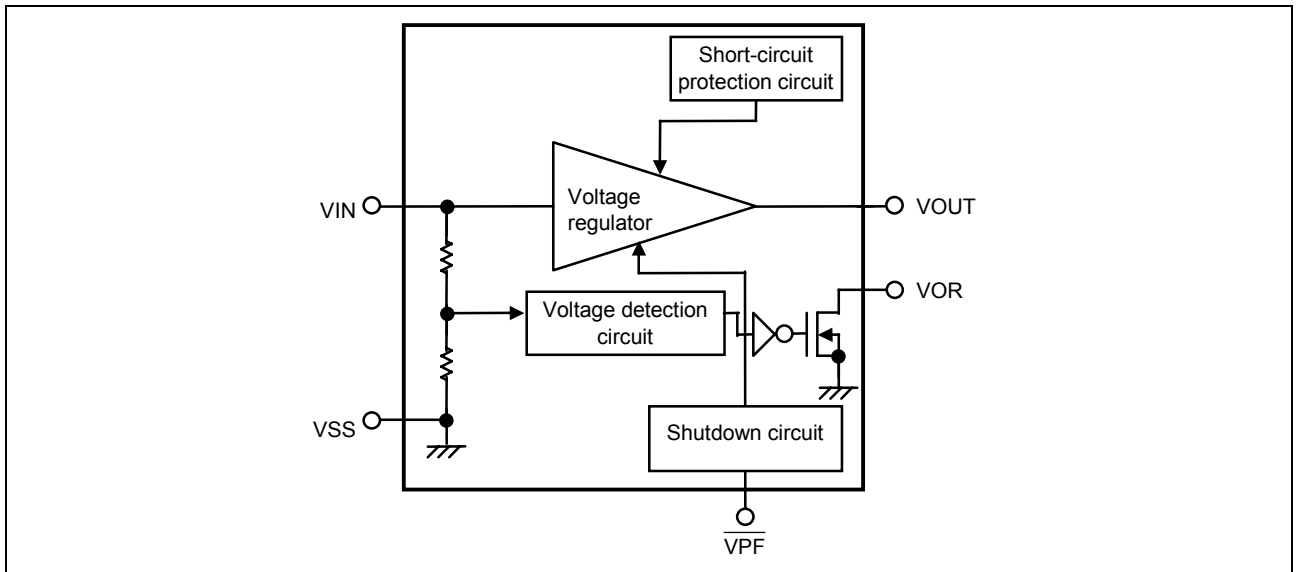 Short-circuit
protection circuit
VIN
Voltage
regulator
VOUT
VOR
Voltage detection
circuit
VSS
Shutdown circuit
VPF